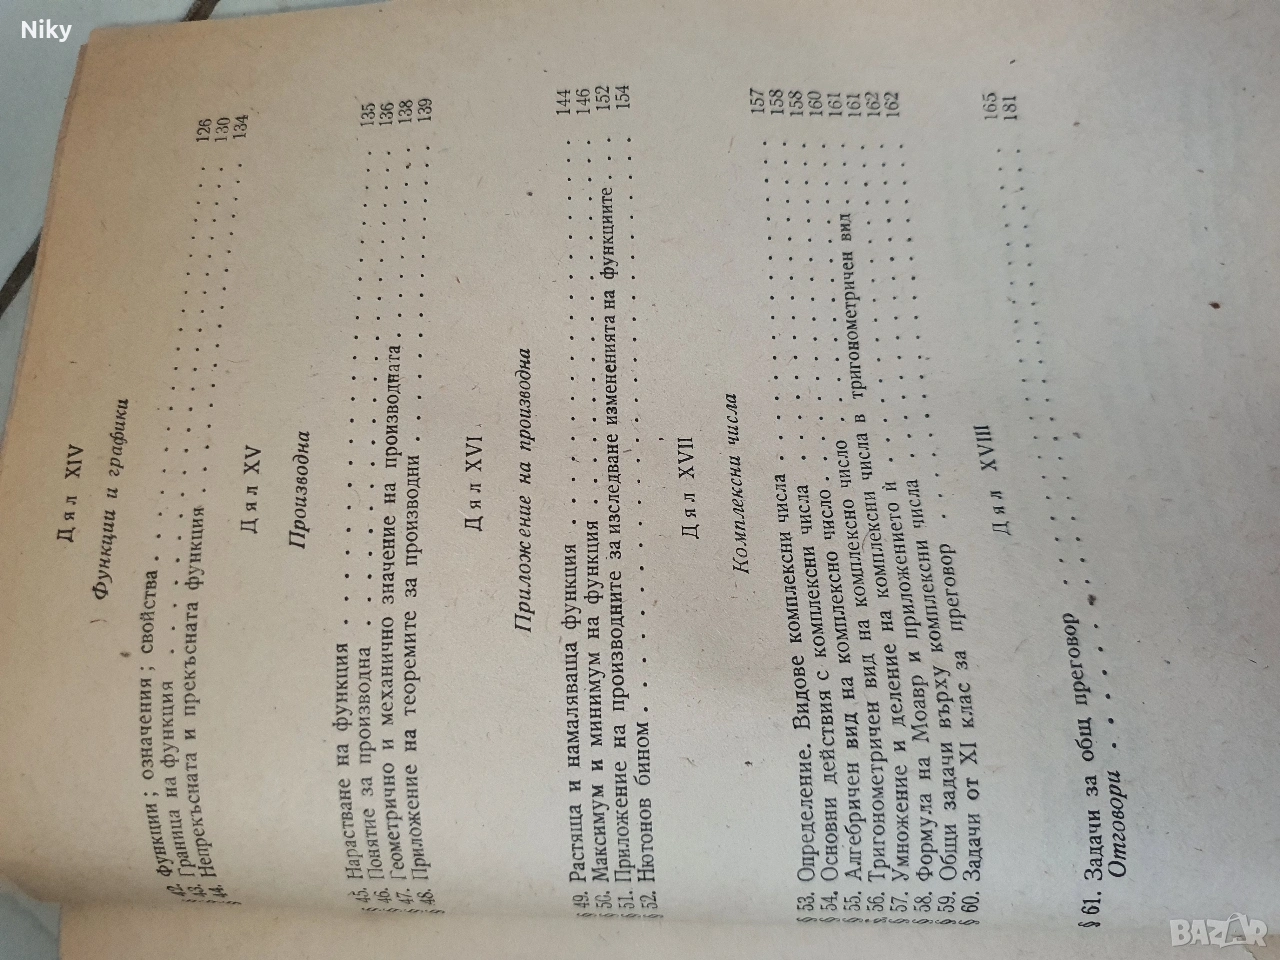 Niky
Дял XIV
Функции и графики
§ 42. Функции; означения; свойства . . . . . . . . . . . . . . . . . . 126
§ 43. Граница на функция . . . . . . . . . . . . . . . . . . . . . . . . 130
§ 44. Непрекъсната и прекъсната функция . . . . . . . . . . . . . . . . 134
Дял XV
Производна
§ 45. Нарастване на функция . . . . . . . . . . . . . . . . . . . . . . 135
§ 46. Понятие за производна . . . . . . . . . . . . . . . . . . . . . . 136
§ 47. Геометрично и механично значение на производната . . . . . . . . . 138
§ 48. Приложение на теоремите за производни . . . . . . . . . . . . . . 139
Дял XVI
Приложение на производна
§ 49. Растяща и намаляваща функция . . . . . . . . . . . . . . . . . . 144
§ 50. Максимум и минимум на функция . . . . . . . . . . . . . . . . . . 146
§ 51. Приложение на производните за изследване измененията на функциите . . . 152
§ 52. Нютонов бином . . . . . . . . . . . . . . . . . . . . . . . . . . 154
Дял XVII
Комплексни числа
§ 53. Определение. Видове комплексни числа . . . . . . . . . . . . . . . 157
§ 54. Основни действия с комплексни числа . . . . . . . . . . . . . . . 158
§ 55. Алгебричен вид на комплексно число . . . . . . . . . . . . . . . . 158
§ 56. Тригонометричен вид на комплексно число . . . . . . . . . . . . . 160
§ 57. Умножение и деление на комплексни числа в тригонометричен вид . . . 161
§ 58. Формула на Моавр и приложението ѝ . . . . . . . . . . . . . . . . 161
§ 59. Общи задачи върху комплексни числа . . . . . . . . . . . . . . . . 162
§ 60. Задачи от XI клас за преговор . . . . . . . . . . . . . . . . . . 162
Дял XVIII
§ 61. Задачи за общ преговор . . . . . . . . . . . . . . . . . . . . . . 165
Отговори . . . . . . . . . . . . . . . . . . . . . . . . . . . . . . 181
BAZAR